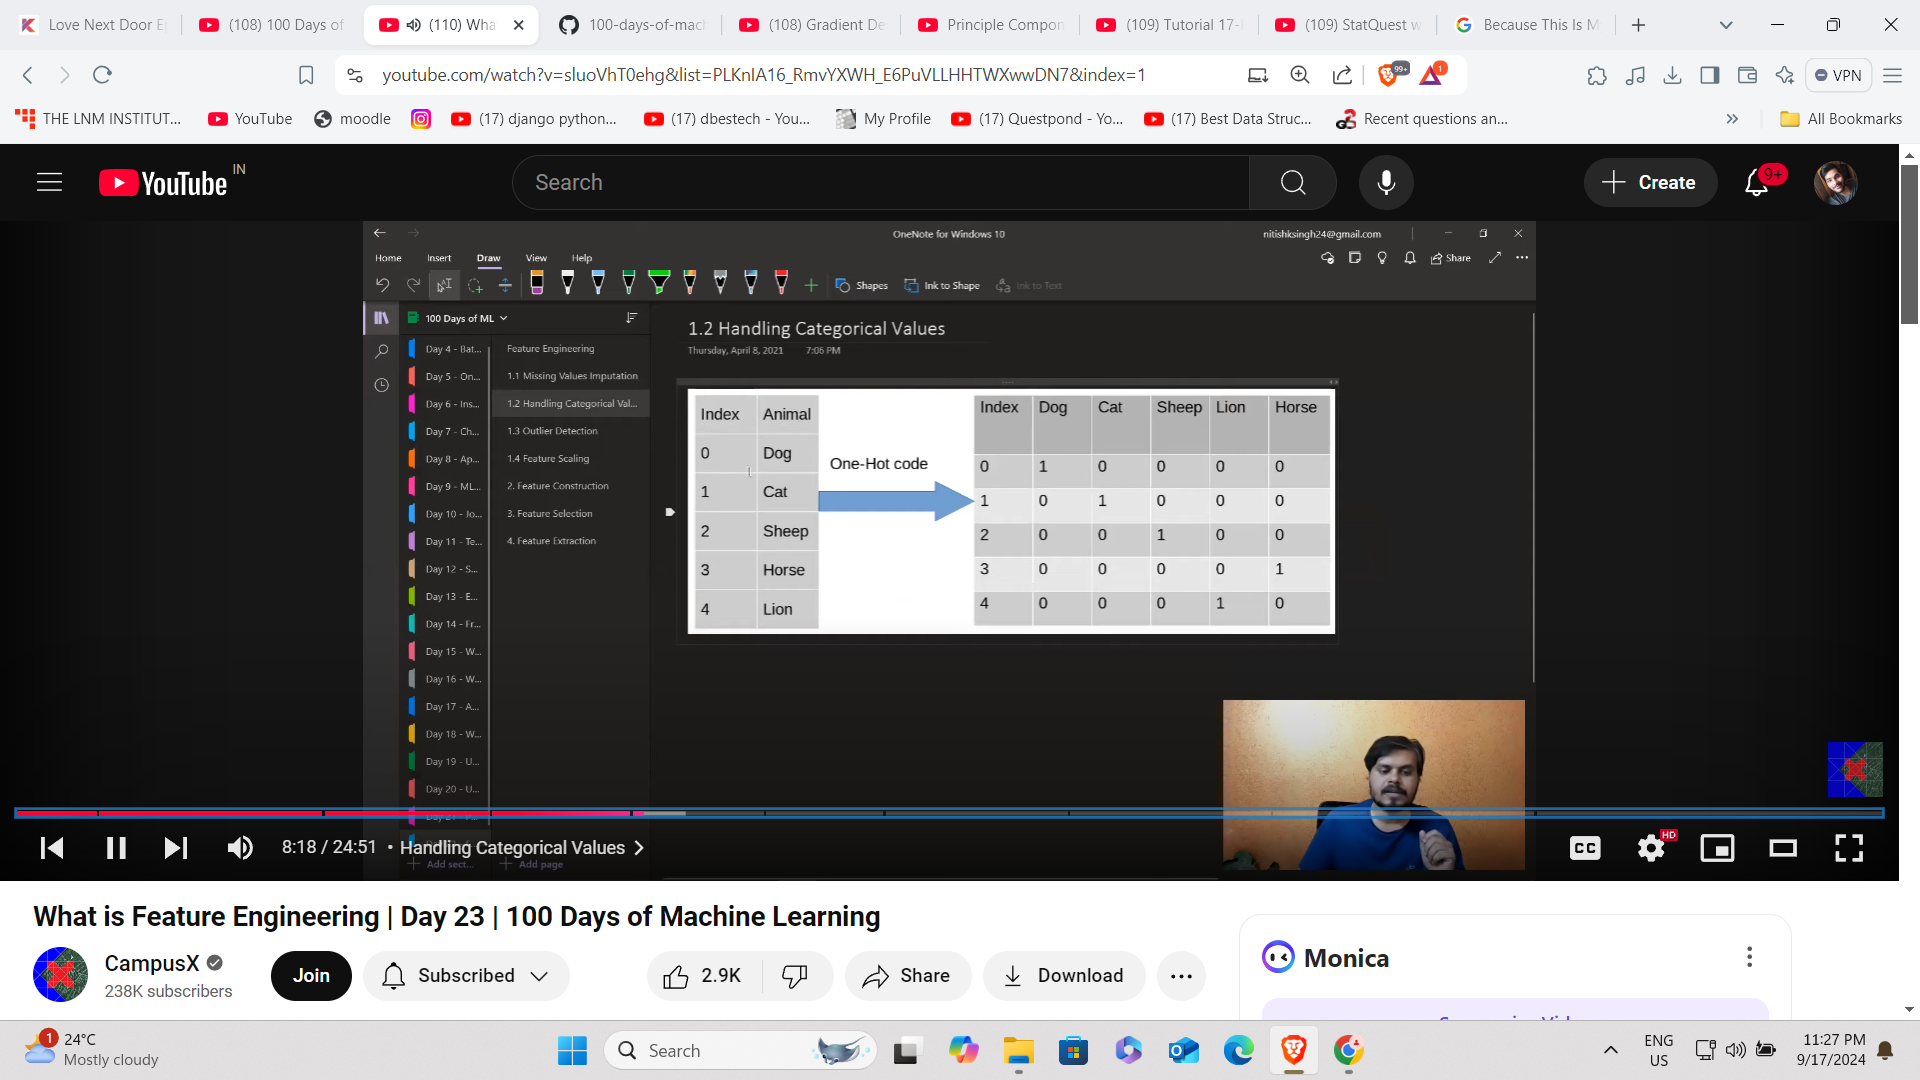 Love Next Door E
(108) 100 Days of
(110) Wha
100-days-of-mach
(108) Gradient De
Principle Compon
(109) Tutorial 17-
(109) StatQuest w
Because This Is M
youtube.com/watch?v=sluoVhT0ehg&list=PLKnIA16_RmvYXWH_E6PuVLLHHTWXwwDN7&index=1
99+
1
VPN
THE LNM INSTITUT...
YouTube
moodle
(17) django python...
(17) dbestech - You...
My Profile
(17) Questpond - Yo...
(17) Best Data Struc...
Recent questions an...
All Bookmarks
YouTube IN
Search
Create
9+
OneNote for Windows 10
nitishksingh24@gmail.com
Home Insert Draw View Help
Share
Shapes
Ink to Shape
Ink to Text
100 Days of ML
Day 4 - Bat...
Day 5 - On...
Day 6 - Ins...
Day 7 - Ch...
Day 8 - Ap...
Day 9 - ML...
Day 10 - Jo...
Day 11 - Te...
Day 12 - S...
Day 13 - E...
Day 14 - Fr...
Day 15 - W...
Day 16 - W...
Day 17 - A...
Day 18 - W...
Day 19 - U...
Day 20 - U...
Add sect...
Feature Engineering
1.1 Missing Values Imputation
1.2 Handling Categorical Val...
1.3 Outlier Detection
1.4 Feature Scaling
2. Feature Construction
3. Feature Selection
4. Feature Extraction
Add page
1.2 Handling Categorical Values
Thursday, April 8, 2021 7:06 PM
Index Animal
0 Dog
1 Cat
2 Sheep
3 Horse
4 Lion
One-Hot code
Index Dog Cat Sheep Lion Horse
0 1 0 0 0 0
1 0 1 0 0 0
2 0 0 1 0 0
3 0 0 0 0 1
4 0 0 0 1 0
8:18 / 24:51 • Handling Categorical Values
CC
HD
What is Feature Engineering | Day 23 | 100 Days of Machine Learning
CampusX
238K subscribers
Join
Subscribed
2.9K
Share
Download
Monica
1
24°C
Mostly cloudy
Search
ENG
US
11:27 PM
9/17/2024